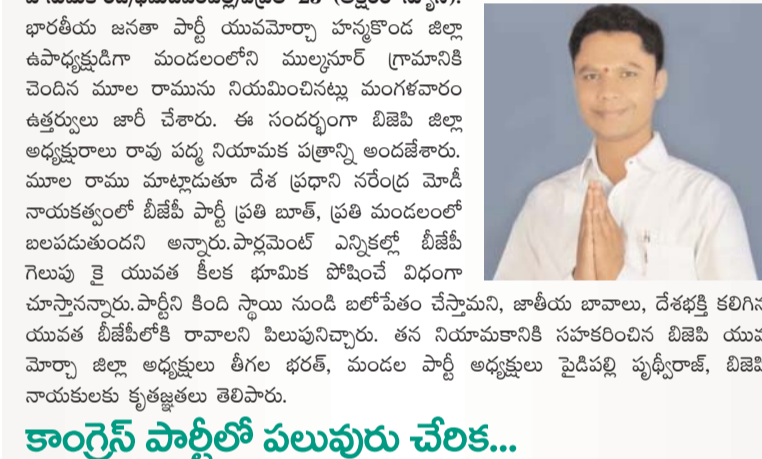 భారతీయ జనతా పార్టీ యువమోర్చా హన్మకొండ జిల్లా
ఉపాధ్యక్షుడిగా మండలంలోని ముల్కనూర్ గ్రామానికి
చెందిన మూల రామును నియమించినట్లు మంగళవారం
ఉత్తర్వులు జారీ చేశారు. ఈ సందర్భంగా బిజెపి జిల్లా
అధ్యక్షురాలు రావు పద్మ నియామక పత్రాన్ని అందజేశారు.
మూల రాము మాట్లాడుతూ దేశ ప్రధాని నరేంద్ర మోడీ
నాయకత్వంలో బీజేపీ పార్టీ ప్రతి బూత్, ప్రతి మండలంలో
బలపడుతుందని అన్నారు.పార్లమెంట్ ఎన్నికల్లో బీజేపీ
గెలుపు కై యువత కీలక భూమిక పోషించే విధంగా
చూస్తానన్నారు.పార్టీని కింది స్థాయి నుండి బలోపేతం చేస్తామని, జాతీయ బావాలు, దేశభక్తి కలిగిన
యువత బీజేపీలోకి రావాలని పిలుపునిచ్చారు. తన నియామకానికి సహకరించిన బిజెపి యువ
మోర్చా జిల్లా అధ్యక్షులు తీగల భరత్, మండల పార్టీ అధ్యక్షులు పైడిపల్లి పృథ్వీరాజ్, బిజెపి
నాయకులకు కృతజ్ఞతలు తెలిపారు.
కాంగ్రెస్ పార్టీలో పలువురు చేరిక...